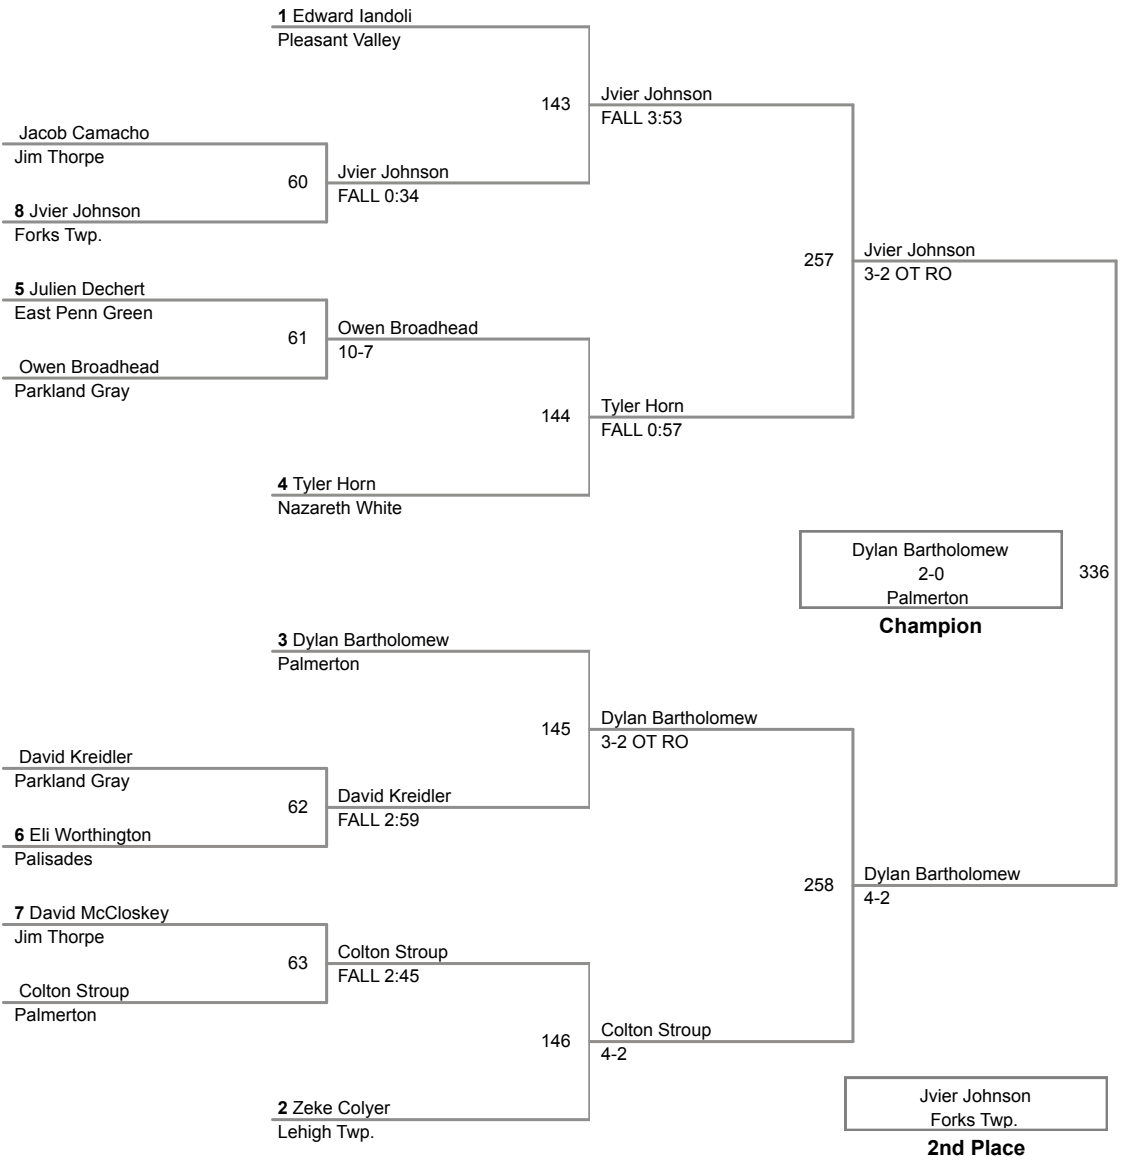 1 Edward Iandoli
Pleasant Valley
143
Jvier Johnson
FALL 3:53
Jacob Camacho
Jim Thorpe
60
Jvier Johnson
FALL 0:34
8 Jvier Johnson
Forks Twp.
257
Jvier Johnson
3-2 OT RO
5 Julien Dechert
East Penn Green
61
Owen Broadhead
10-7
Owen Broadhead
Parkland Gray
144
Tyler Horn
FALL 0:57
4 Tyler Horn
Nazareth White
Dylan Bartholomew
2-0
Palmerton
Champion
336
3 Dylan Bartholomew
Palmerton
145
Dylan Bartholomew
3-2 OT RO
David Kreidler
Parkland Gray
62
David Kreidler
FALL 2:59
6 Eli Worthington
Palisades
258
Dylan Bartholomew
4-2
7 David McCloskey
Jim Thorpe
63
Colton Stroup
FALL 2:45
Colton Stroup
Palmerton
146
Colton Stroup
4-2
2 Zeke Colyer
Lehigh Twp.
Jvier Johnson
Forks Twp.
2nd Place